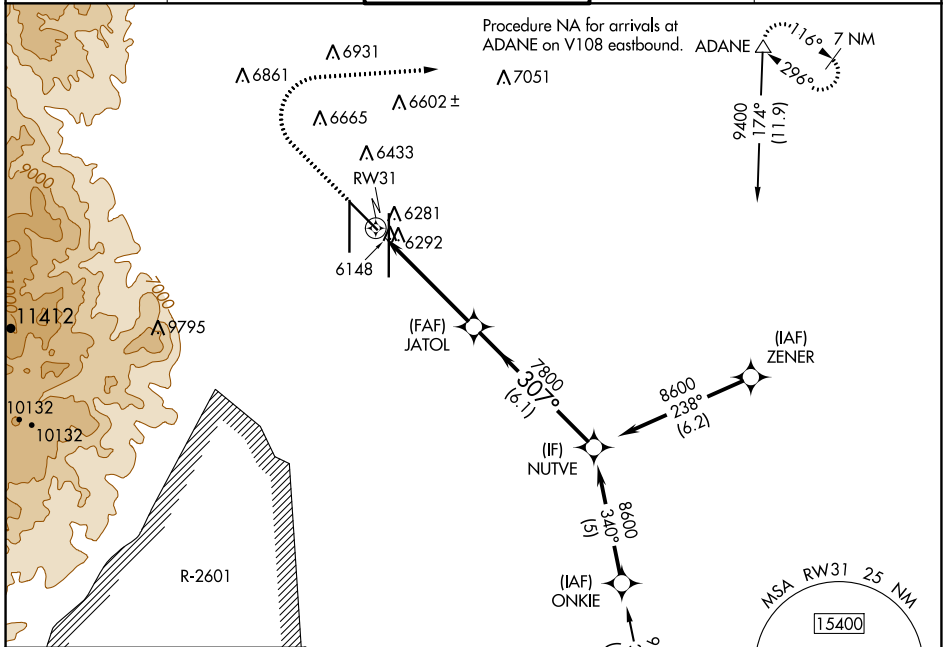 Procedure NA for arrivals at
ADANE on V108 eastbound.
ADANE
116°
7 NM
296°
6931
6861
7051
6602 ±
6665
9400
174°
(11.9)
6433
RW31
9000
6281
6292
6148
7000
11412
9795
(FAF)
JATOL
(IAF)
ZENER
7800
307°
(6.1)
8600
238°
(6.2)
10132
10132
(IF)
NUTVE
8600
340°
(5)
R-2601
(IAF)
ONKIE
MSA RW31 25 NM
15400